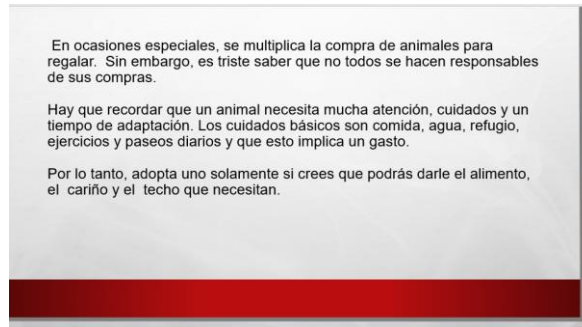 En ocasiones especiales, se multiplica la compra de animales para
regalar.  Sin embargo, es triste saber que no todos se hacen responsables
de sus compras.
Hay que recordar que un animal necesita mucha atención, cuidados y un
tiempo de adaptación. Los cuidados básicos son comida, agua, refugio,
ejercicios y paseos diarios y que esto implica un gasto.
Por lo tanto, adopta uno solamente si crees que podrás darle el alimento,
el  cariño y el  techo que necesitan.